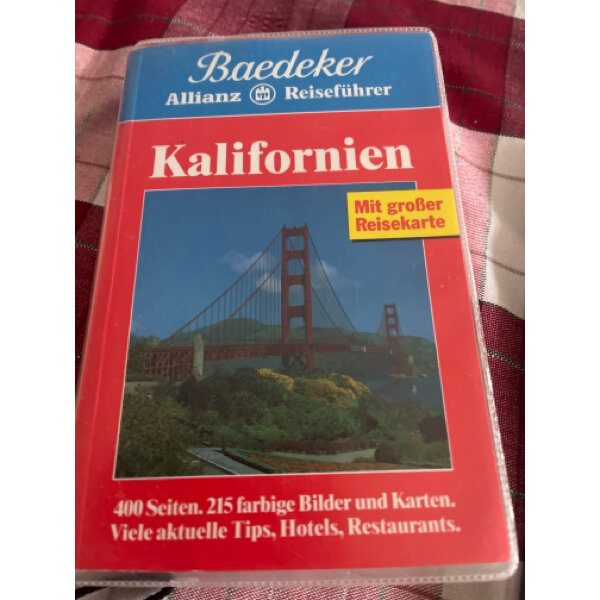 Baedeker
Allianz Reiseführer
Kalifornien
Mit großer
Reisekarte
400 Seiten. 215 farbige Bilder und Karten.
Viele aktuelle Tips, Hotels, Restaurants.